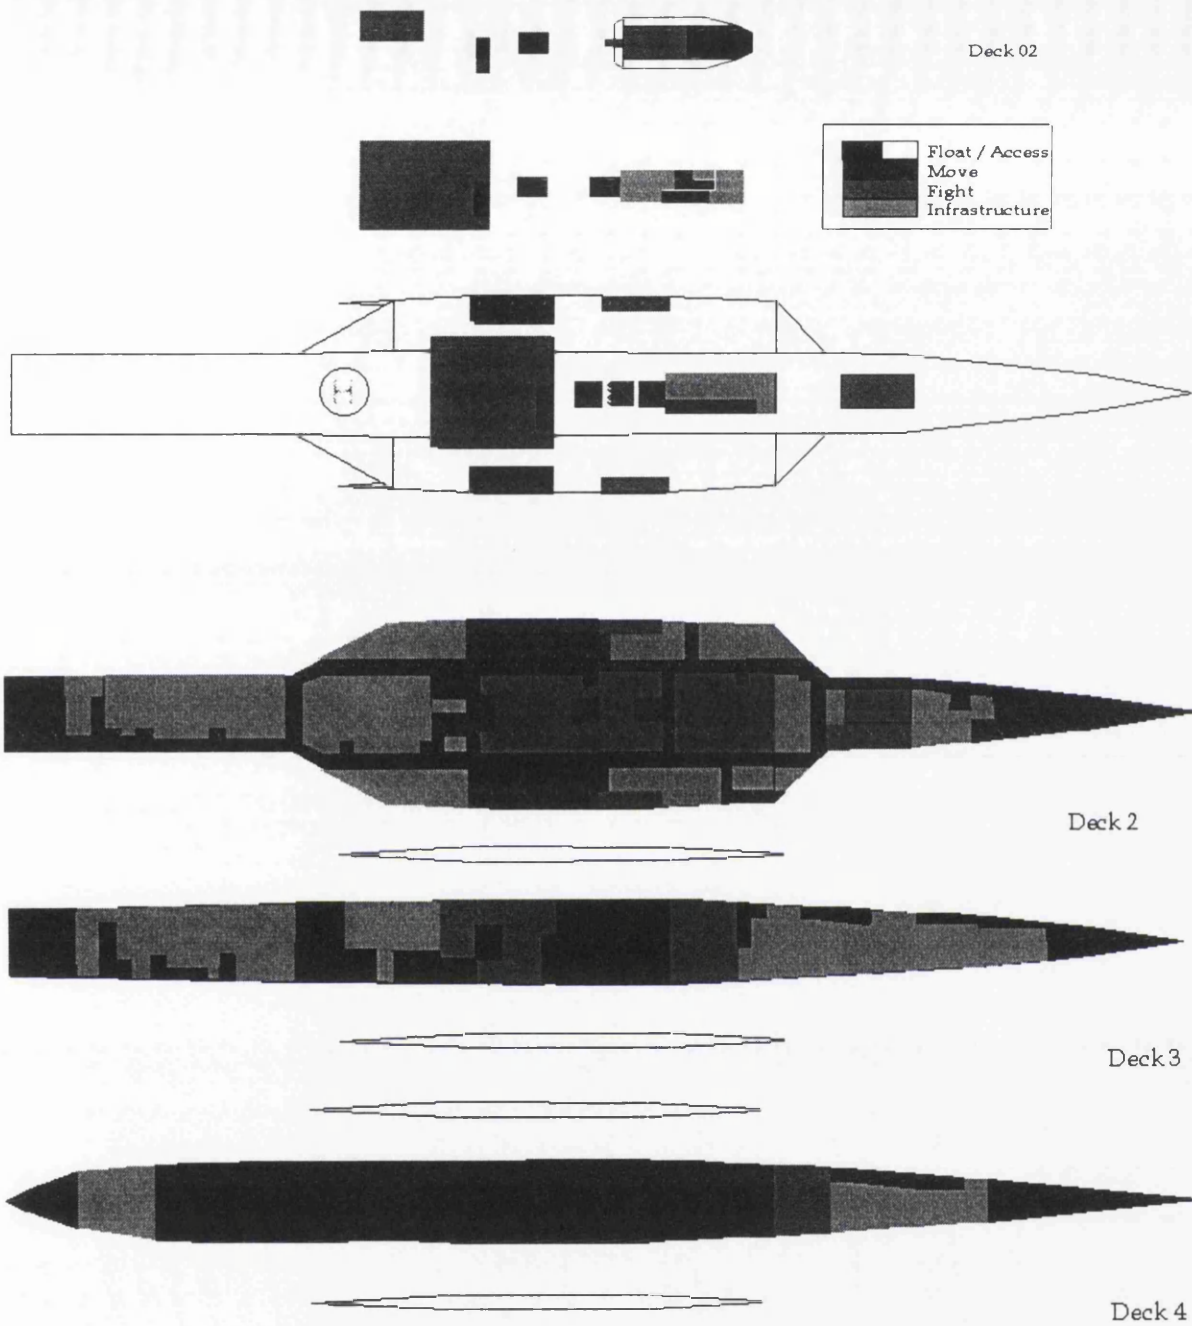 Deck 02
Float / Access
Move
Fight
Infrastructure
H
Deck 2
Deck 3
Deck 4